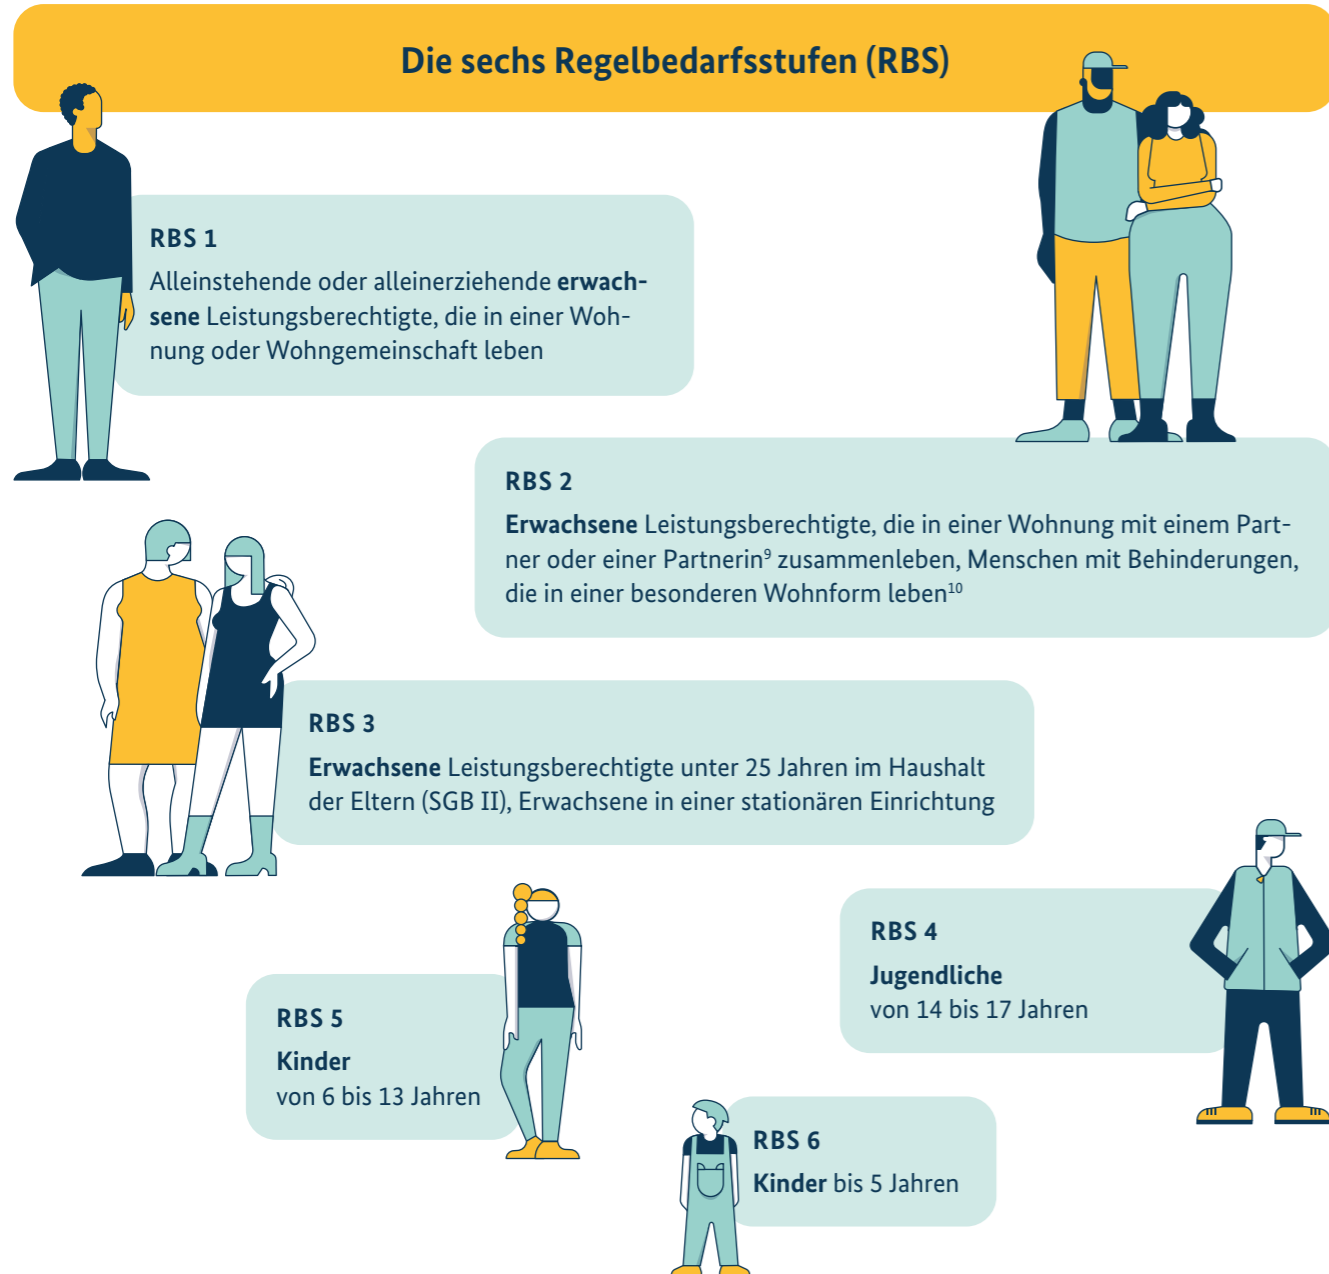 Die sechs Regelbedarfsstufen (RBS)
RBS 1
Alleinstehende oder alleinerziehende erwach-
sene Leistungsberechtigte, die in einer Woh-
nung oder Wohngemeinschaft leben
RBS 2
Erwachsene Leistungsberechtigte, die in einer Wohnung mit einem Part-
ner oder einer Partnerin⁹ zusammenleben, Menschen mit Behinderungen,
die in einer besonderen Wohnform leben¹⁰
RBS 3
Erwachsene Leistungsberechtigte unter 25 Jahren im Haushalt
der Eltern (SGB II), Erwachsene in einer stationären Einrichtung
RBS 4
Jugendliche
von 14 bis 17 Jahren
RBS 5
Kinder
von 6 bis 13 Jahren
RBS 6
Kinder bis 5 Jahren